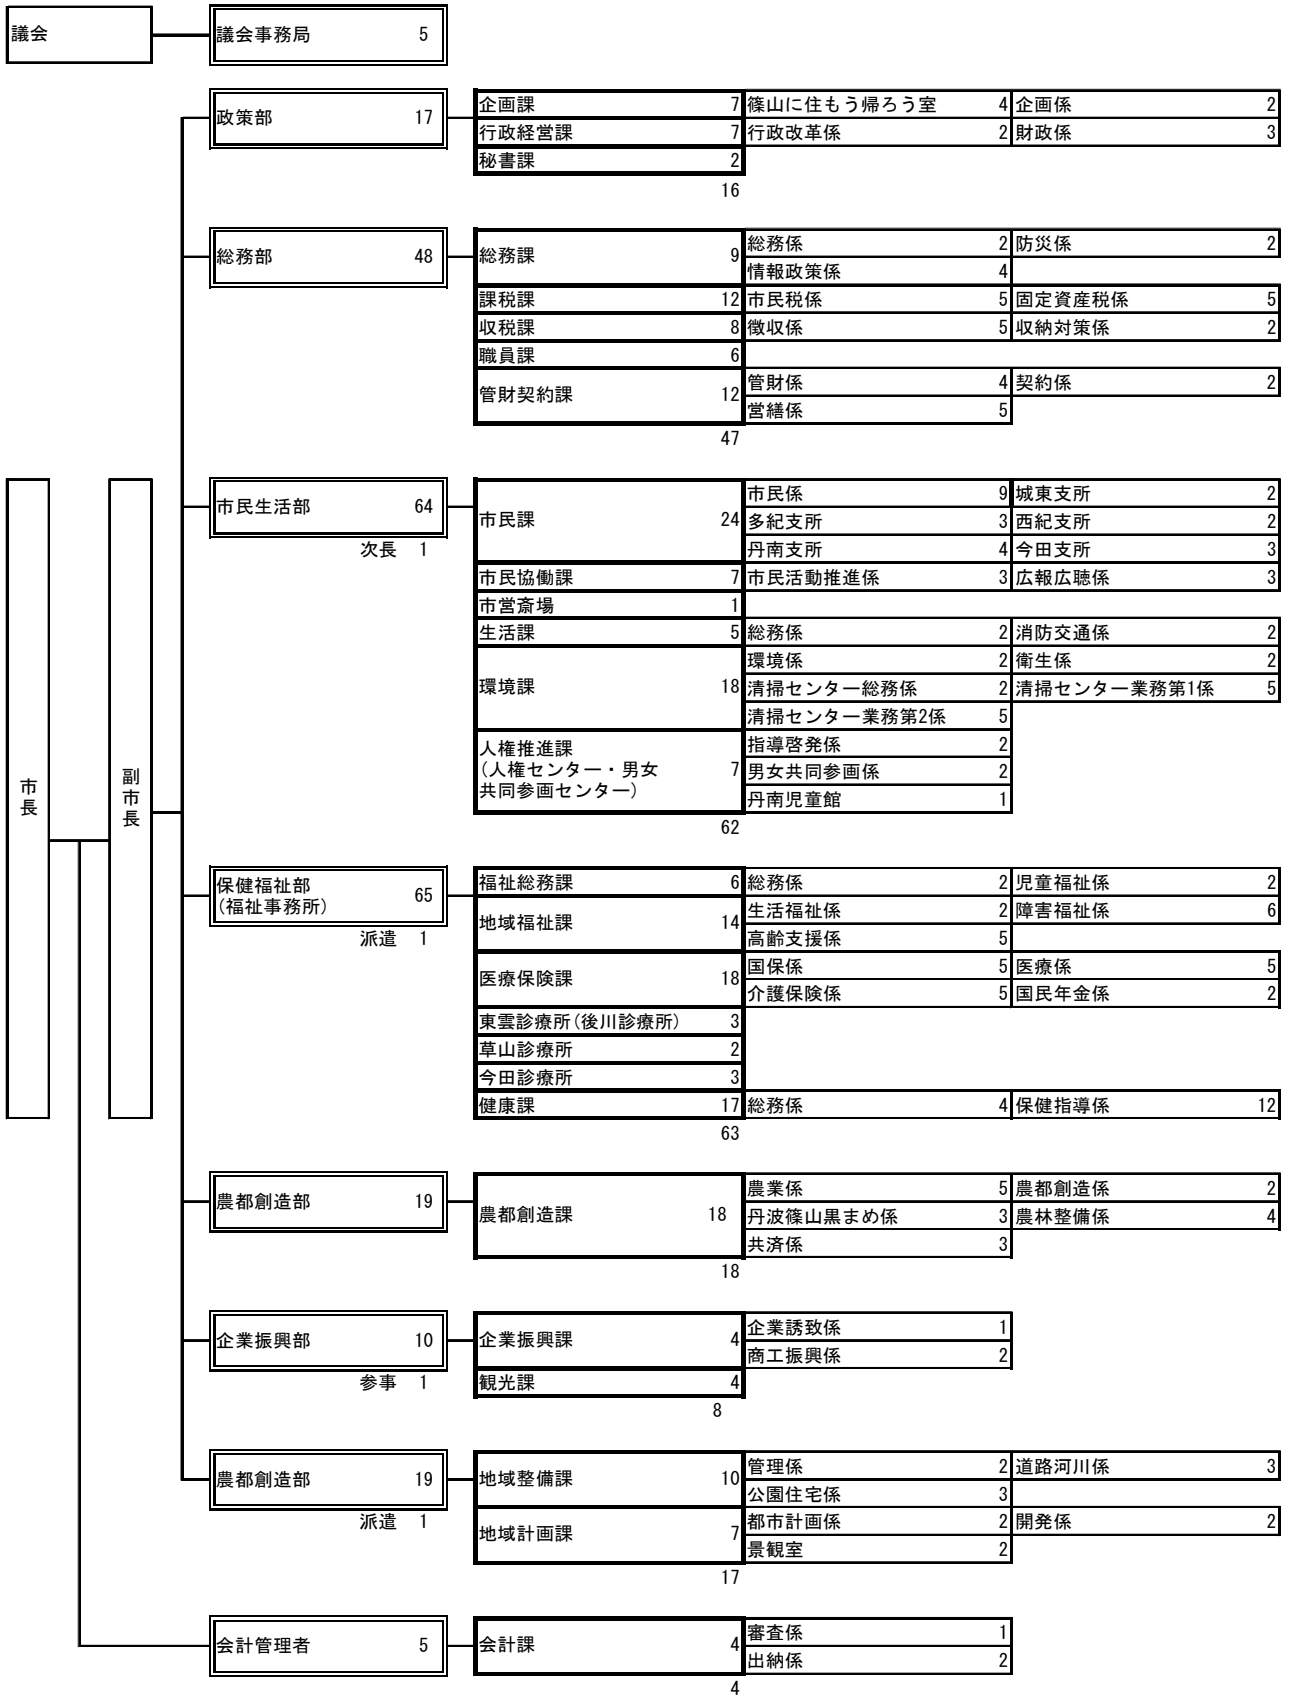 議会
議会事務局 5
政策部 17
企画課 7 篠山に住もう帰ろう室 4 企画係 2
行政経営課 7 行政改革係 2 財政係 3
秘書課 2
16
総務部 48
総務課 9
総務係 2 防災係 2
情報政策係 4
課税課 12 市民税係 5 固定資産税係 5
収税課 8 徴収係 5 収納対策係 2
職員課 6
管財契約課 12
管財係 4 契約係 2
営繕係 5
47
市長
副市長
市民生活部 64
次長 1
市民課 24
市民係 9 城東支所 2
多紀支所 3 西紀支所 2
丹南支所 4 今田支所 3
市民協働課 7 市民活動推進係 3 広報広聴係 3
市営斎場 1
生活課 5 総務係 2 消防交通係 2
環境課 18
環境係 2 衛生係 2
清掃センター総務係 2 清掃センター業務第1係 5
清掃センター業務第2係 5
人権推進課
(人権センター・男女
共同参画センター)
7
指導啓発係 2
男女共同参画係 2
丹南児童館 1
62
保健福祉部
(福祉事務所)
65
派遣 1
福祉総務課 6 総務係 2 児童福祉係 2
地域福祉課 14
生活福祉係 2 障害福祉係 6
高齢支援係 5
医療保険課 18
国保係 5 医療係 5
介護保険係 5 国民年金係 2
東雲診療所(後川診療所) 3
草山診療所 2
今田診療所 3
健康課 17 総務係 4 保健指導係 12
63
農都創造部 19
農都創造課 18
農業係 5 農都創造係 2
丹波篠山黒まめ係 3 農林整備係 4
共済係 3
18
企業振興部 10
参事 1
企業振興課 4
企業誘致係 1
商工振興係 2
観光課 4
8
農都創造部 19
派遣 1
地域整備課 10
管理係 2 道路河川係 3
公園住宅係 3
地域計画課 7
都市計画係 2 開発係 2
景観室 2
17
会計管理者 5
会計課 4
審査係 1
出納係 2
4